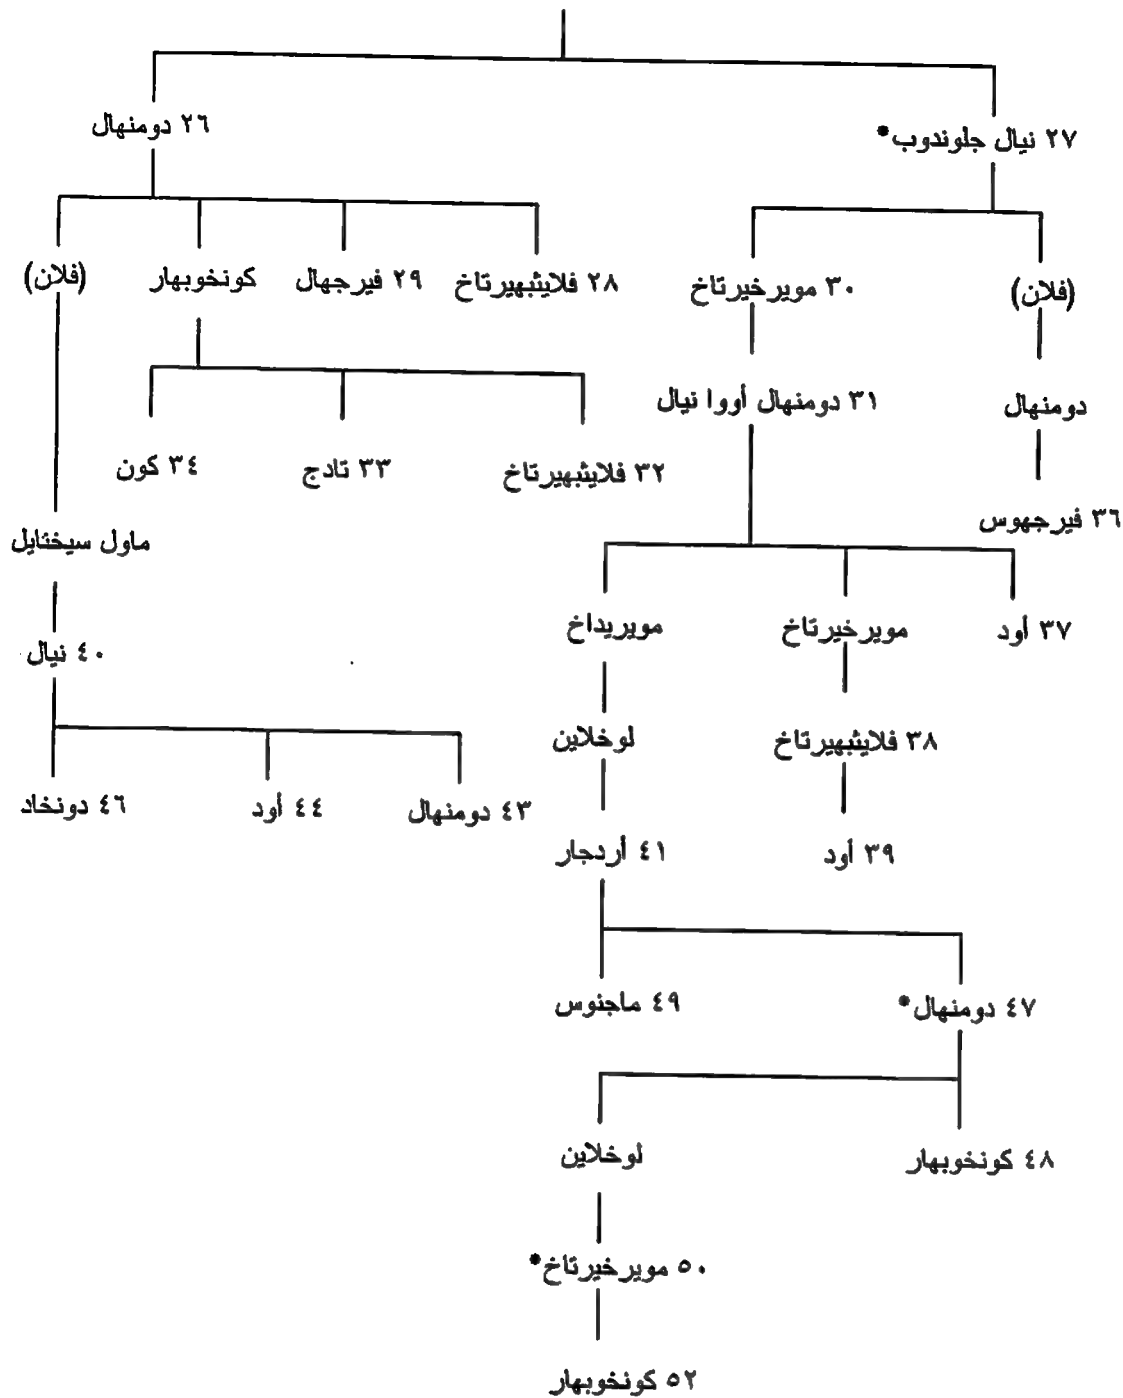 ٢٧ نيال جلوندوب*
٢٦ دومنهال
(فلان)
٣٠ مويرخيرتاخ
٢٨ فلايثبهيرتاخ
٢٩ فيرجهال
كونخوبهار
(فلان)
دومنهال
٣١ دومنهال أووا نيال
٣٢ فلايثبهيرتاخ
٣٣ تادج
٣٤ كون
٣٦ فيرجهوس
ماول سيختايل
٣٧ أود
مويرخيرتاخ
مويريداخ
٤٠ نيال
٣٨ فلايثبهيرتاخ
لوخلاين
٤٣ دومنهال
٤٤ أود
٤٦ دونخاد
٣٩ أود
٤١ أردجار
٤٧ دومنهال*
٤٩ ماجنوس
٤٨ كونخوبهار
لوخلاين
٥٠ مويرخيرتاخ*
٥٢ كونخوبهار